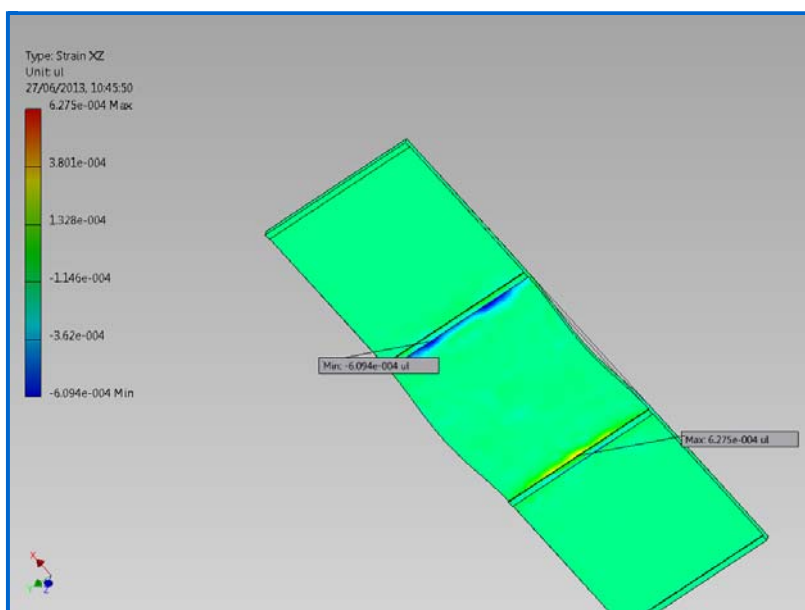 Type: Strain XZ
Unit: ul
27/06/2013, 10:45:50
6.275e-004 Max
3.801e-004
1.328e-004
-1.146e-004
-3.62e-004
-6.094e-004 Min
Min: -6.094e-004 ul
Max: 6.275e-004 ul
X
Y
Z